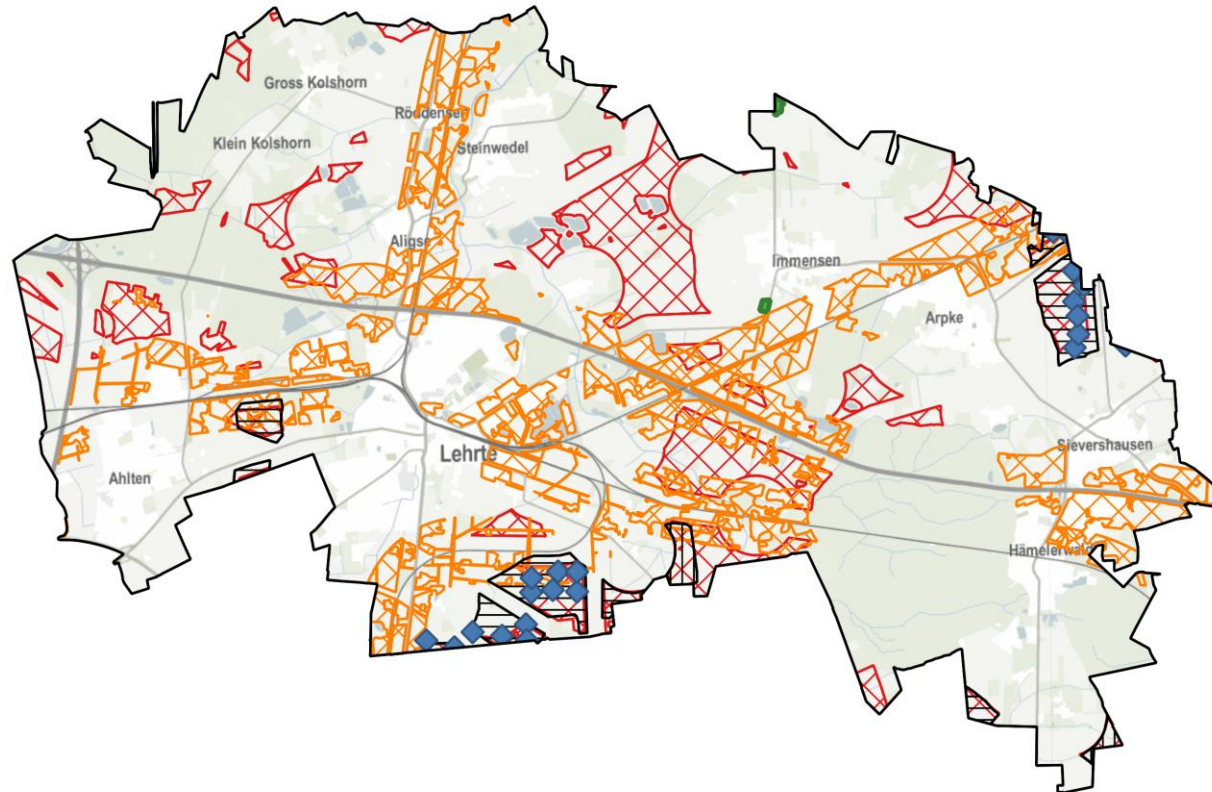 Gross Kolshorn
Röddensen
Klein Kolshorn
Steinwedel
Aligse
Immensen
Arpke
Sievershausen
Lehrte
Ahlten
Hämelerwald